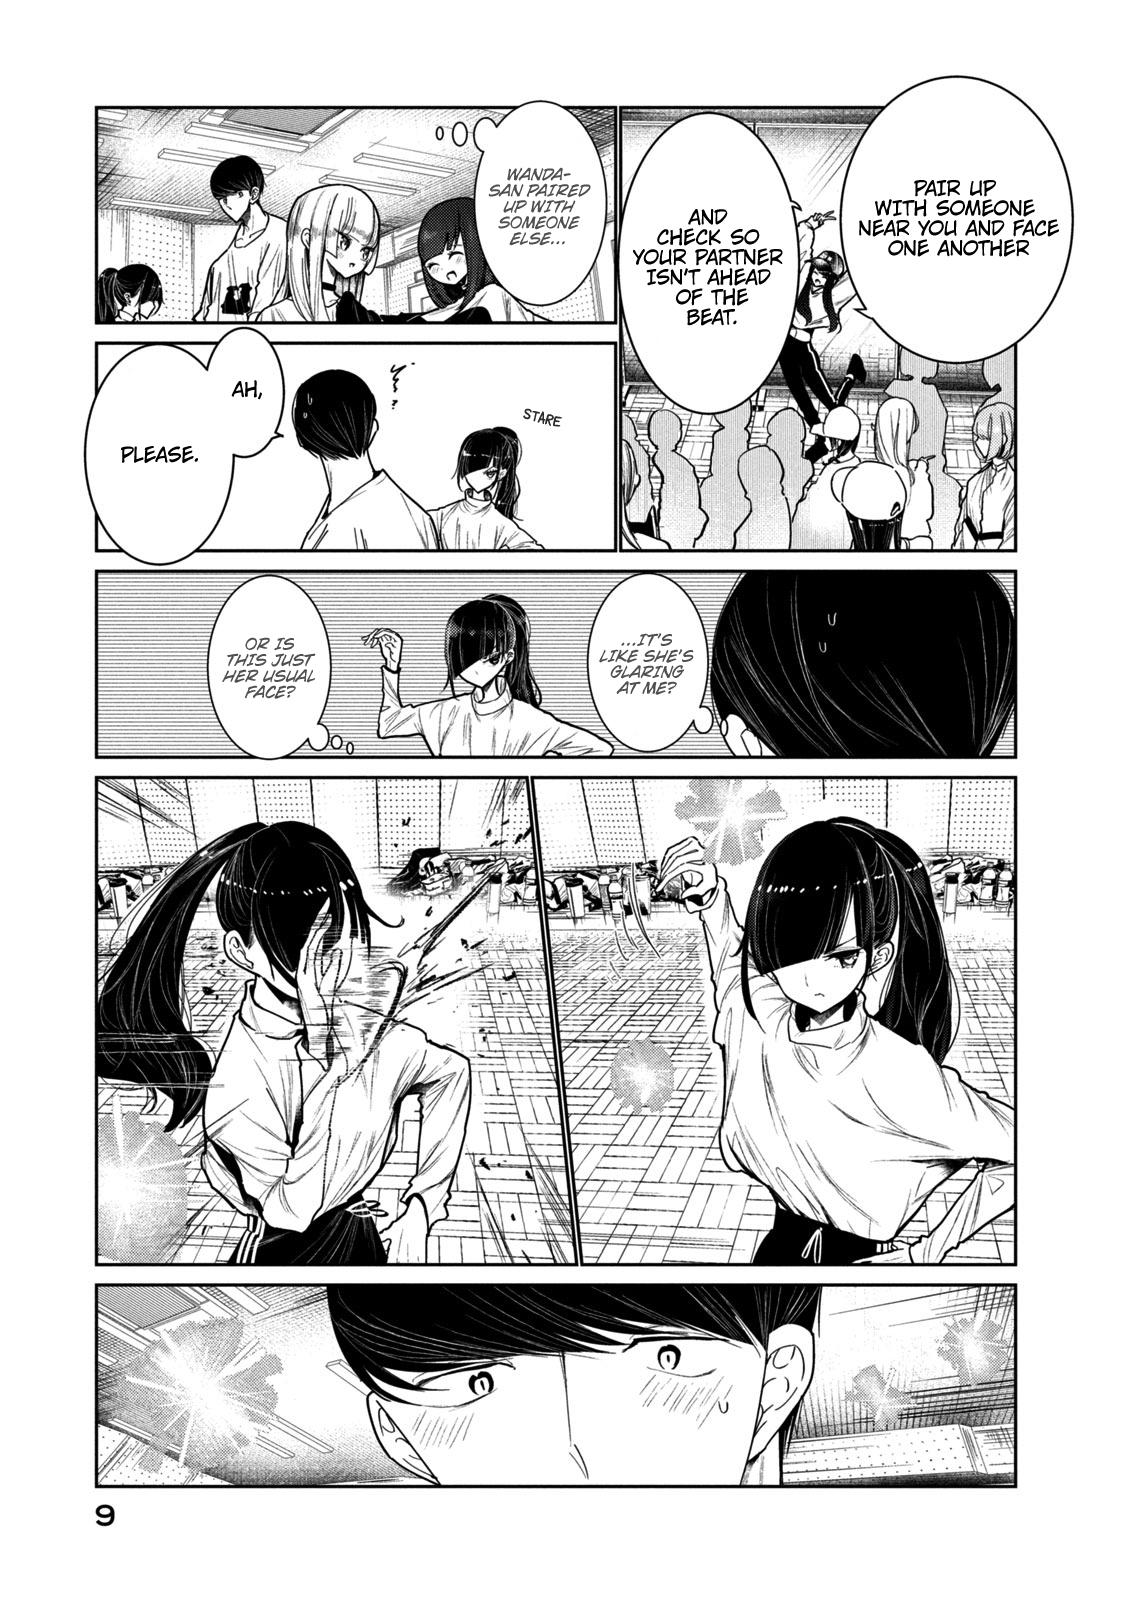 PAIR UP
WITH SOMEONE
NEAR YOU AND FACE
ONE ANOTHER
AND
CHECK SO
YOUR PARTNER
ISN'T AHEAD
OF THE
BEAT.
WANDA-
SAN PAIRED
UP WITH
SOMEONE
ELSE...
STARE
AH,
PLEASE.
...IT'S
LIKE SHE'S
GLARING
AT ME?
OR IS
THIS JUST
HER USUAL
FACE?
9